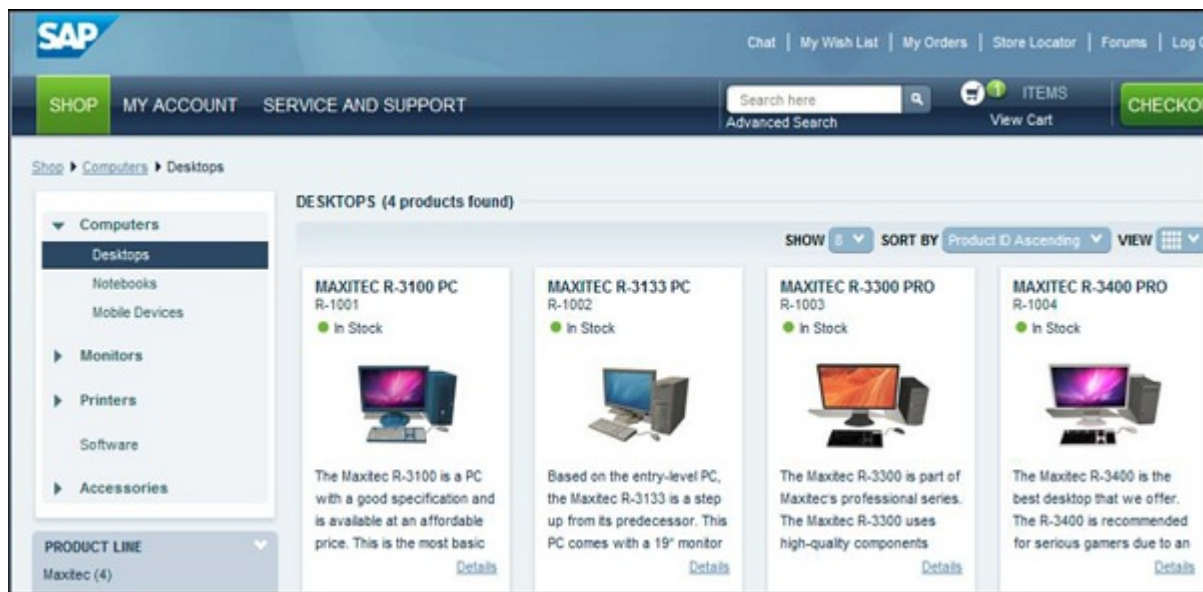 SAP
Chat | My Wish List | My Orders | Store Locator | Forums | Log
SHOP MY ACCOUNT SERVICE AND SUPPORT
Search here
1 ITEMS
CHECKO
Advanced Search
View Cart
Shop Computers Desktops
Computers
Desktops
Notebooks
Mobile Devices
Monitors
Printers
Software
Accessories
PRODUCT LINE
Maxitec (4)
DESKTOPS (4 products found)
SHOW 8 SORT BY Product ID Ascending VIEW
MAXITEC R-3100 PC
R-1001
In Stock
The Maxitec R-3100 is a PC
with a good specification and
is available at an affordable
price. This is the most basic
Details
MAXITEC R-3133 PC
R-1002
In Stock
Based on the entry-level PC,
the Maxitec R-3133 is a step
up from its predecessor. This
PC comes with a 19" monitor
Details
MAXITEC R-3300 PRO
R-1003
In Stock
The Maxitec R-3300 is part of
Maxitec's professional series.
The Maxitec R-3300 uses
high-quality components
Details
MAXITEC R-3400 PRO
R-1004
In Stock
The Maxitec R-3400 is the
best desktop that we offer.
The R-3400 is recommended
for serious gamers due to an
Details